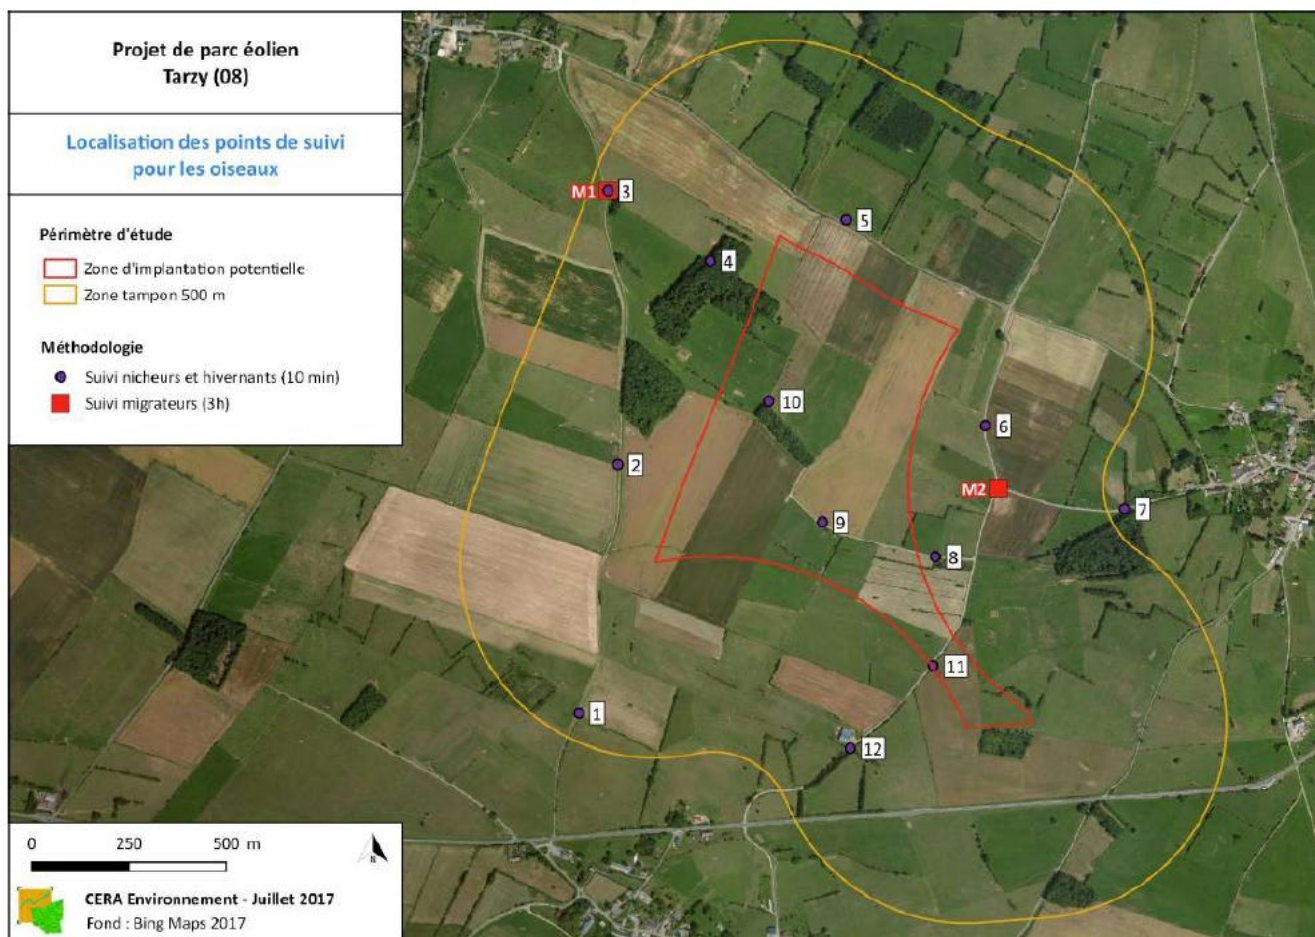 Projet de parc éolien
Tarzy (08)
Localisation des points de suivi
pour les oiseaux
Périmètre d'étude
Zone d'implantation potentielle
Zone tampon 500 m
Méthodologie
Suivi nicheurs et hivernants (10 min)
Suivi migrateurs (3h)
M1 3
5
4
10
6
2
M2
7
9
8
11
1
12
0 250 500 m
N
CERA Environnement - Juillet 2017
Fond : Bing Maps 2017